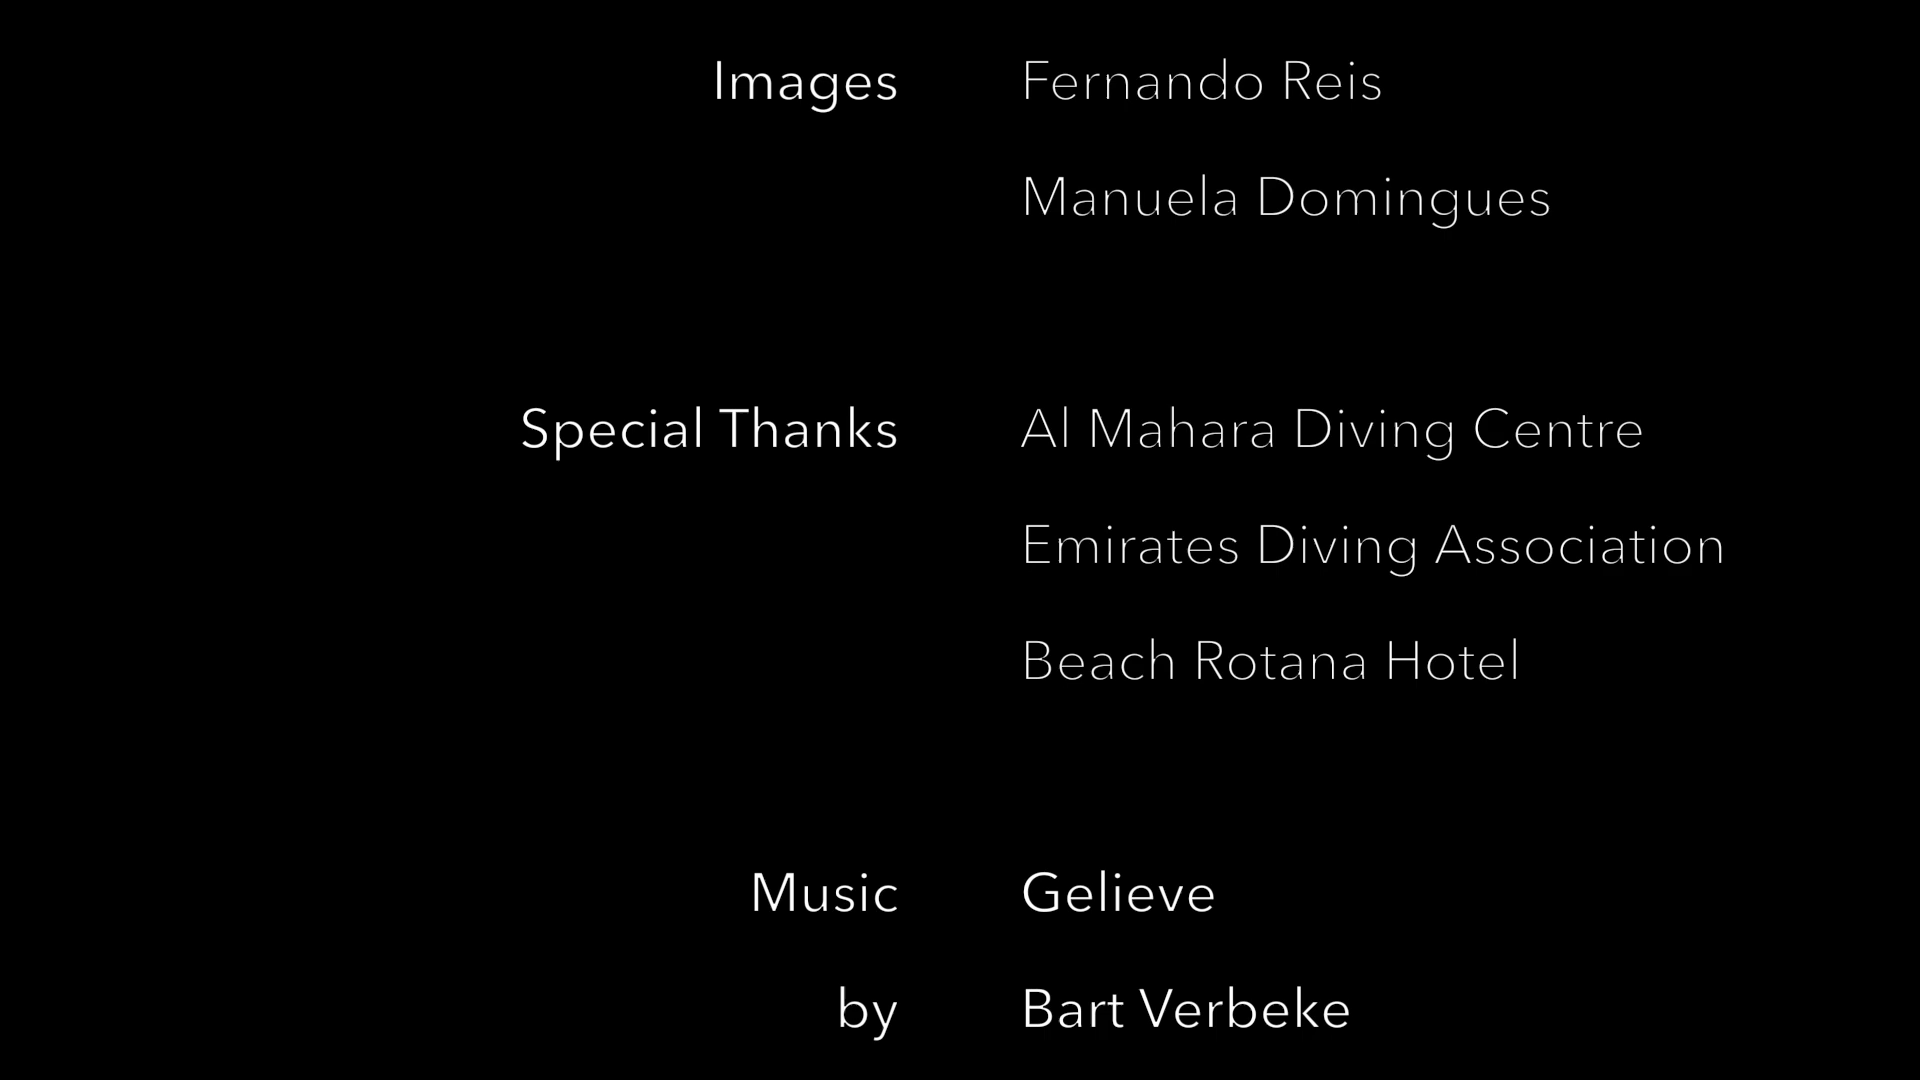 Images Fernando Reis
Manuela Domingues
Special Thanks Al Mahara Diving Centre
Emirates Diving Association
Beach Rotana Hotel
Music Gelieve
by Bart Verbeke